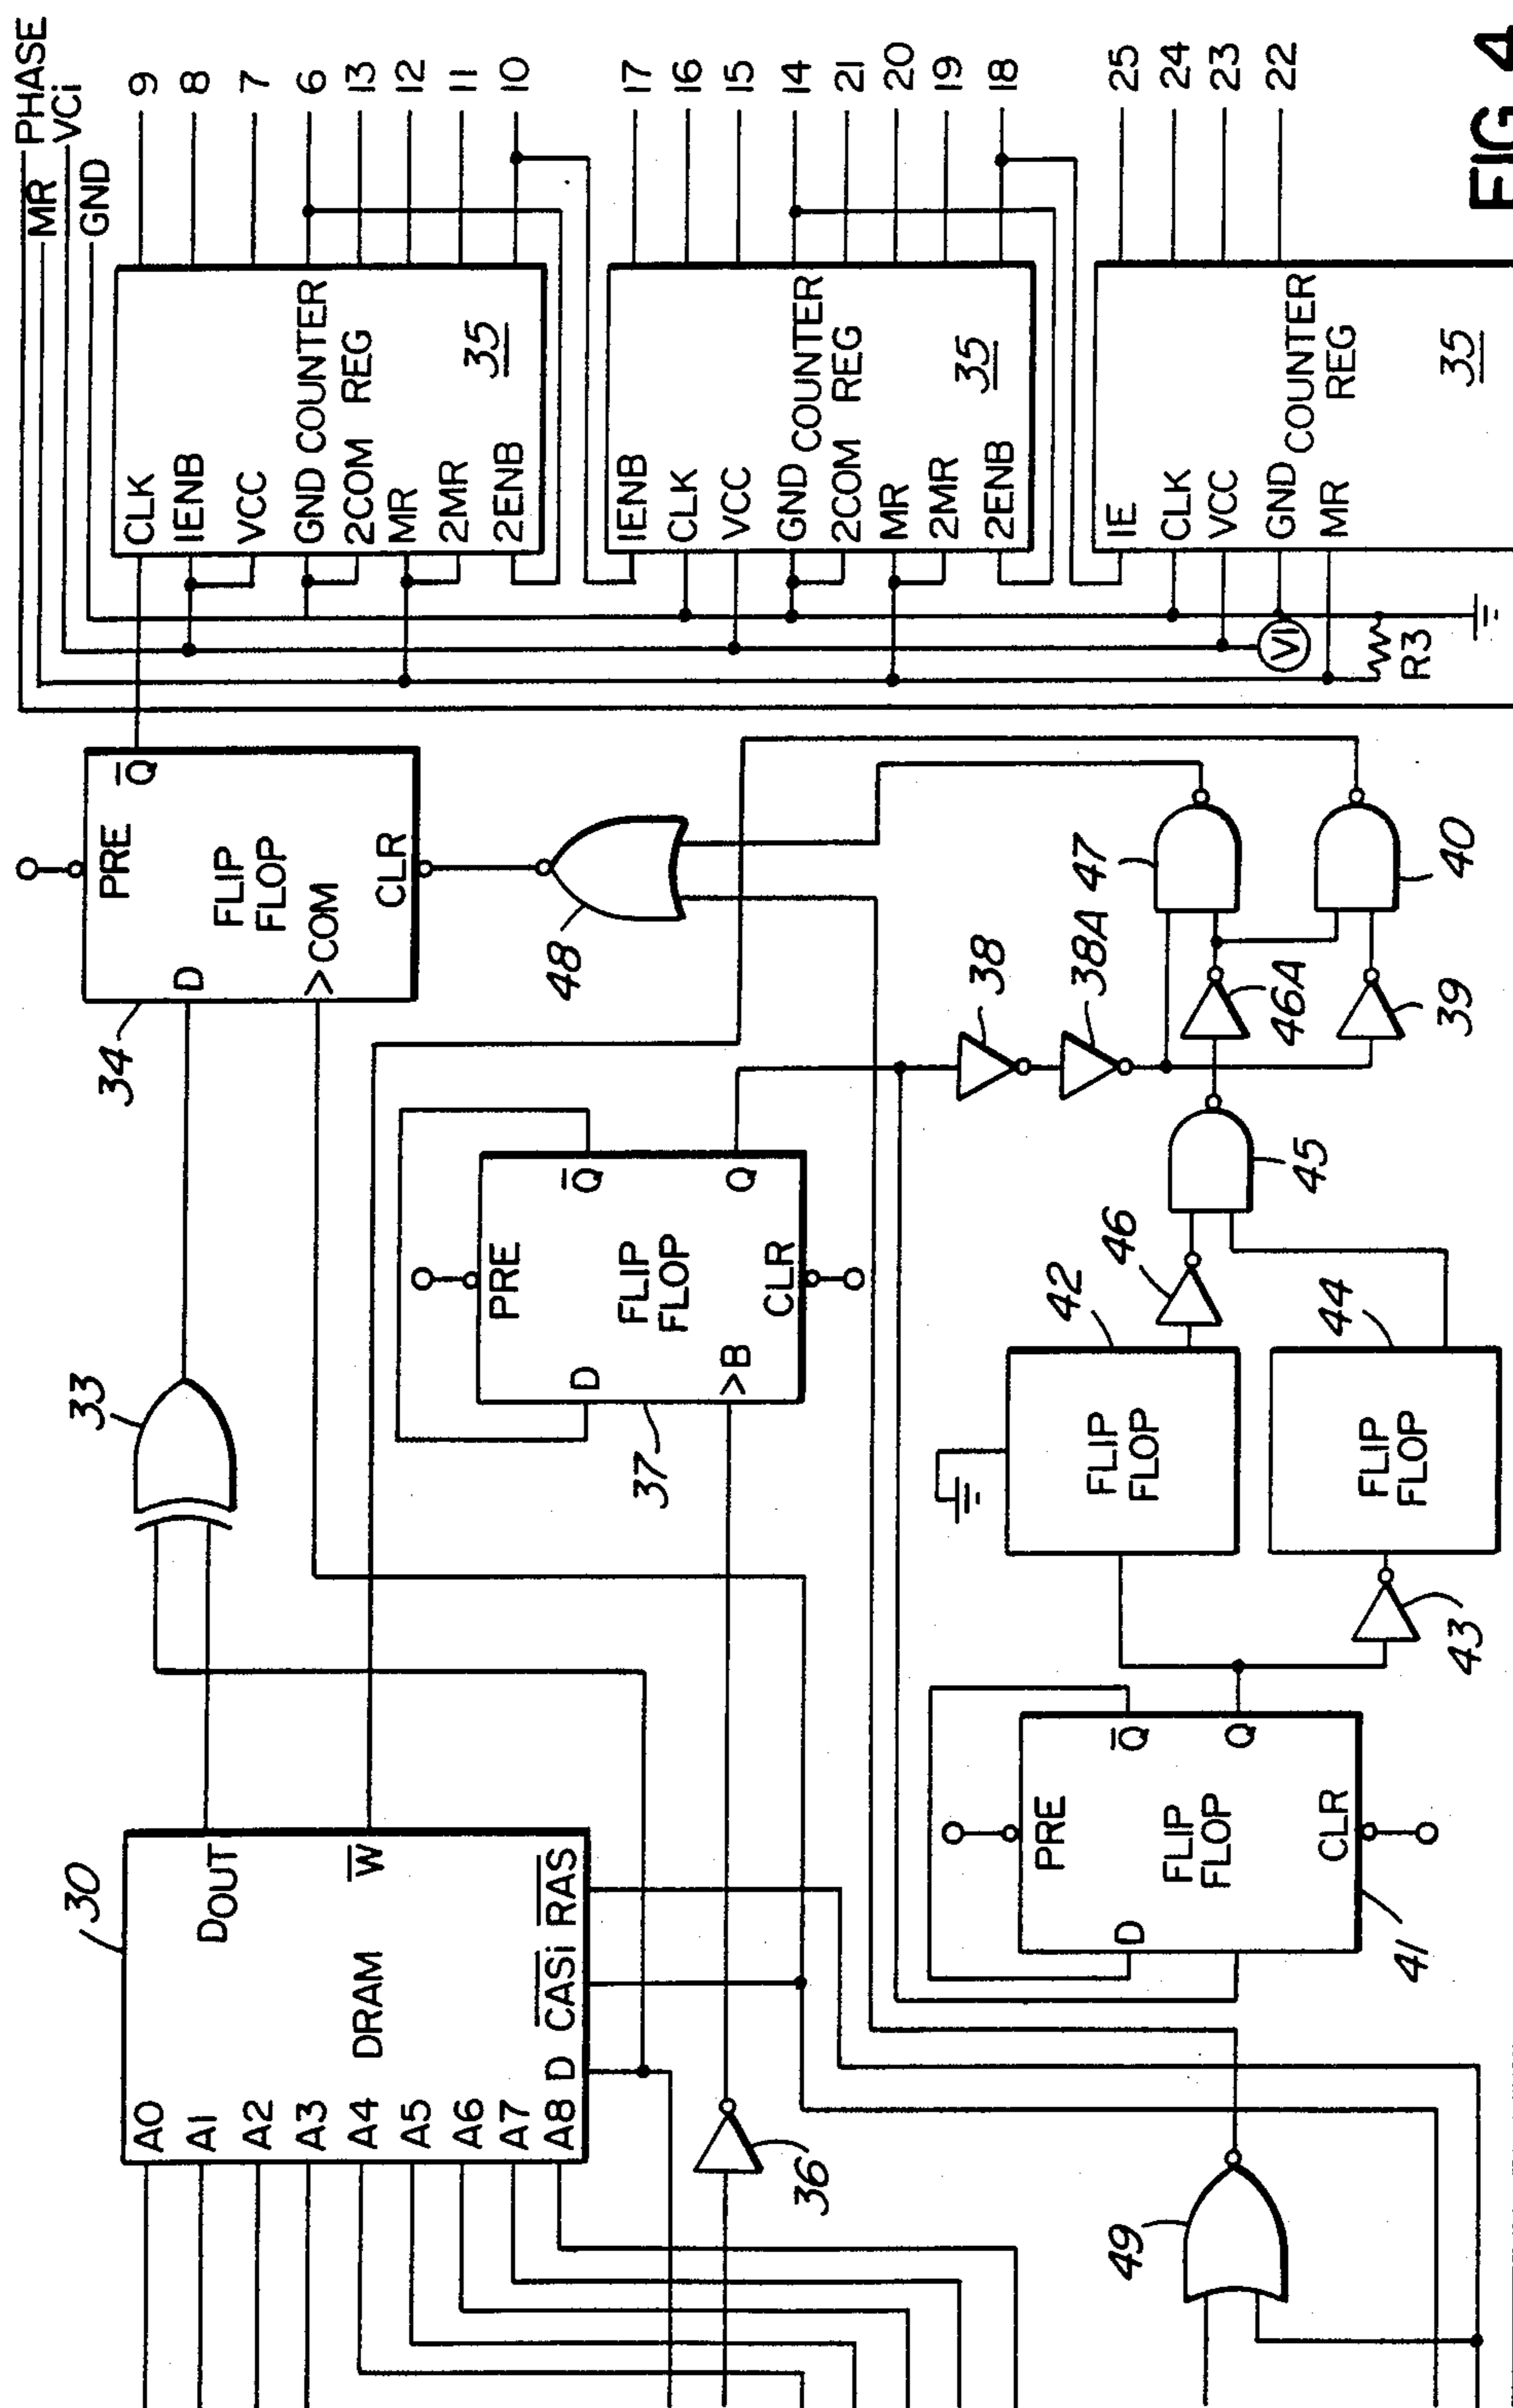 PHASE
MR
VCi
GND
9
8
7
6
13
12
11
10
17
16
15
14
21
20
19
18
25
24
23
22
CLK
IENB
VCC
GND COUNTER
2COM REG
MR
2MR
2ENB
35
IENB
CLK
VCC
GND COUNTER
2COM REG
MR
2MR
2ENB
35
IE
CLK
VCC
GND COUNTER
MR REG
35
VI
R3
FIG 4
34
PRE
Q
FLIP
FLOP
D
>COM
CLR
48
33
37
PRE
Q
FLIP
FLOP
D
Q
>B
CLR
38
38A
47
46A
40
39
45
46
42
FLIP
FLOP
44
FLIP
FLOP
43
41
PRE
Q
FLIP
FLOP
D
Q
CLR
30
A0
A1
A2
A3
A4
A5
A6
A7
A8
DOUT
W
DRAM
D CASi RAS
36
49